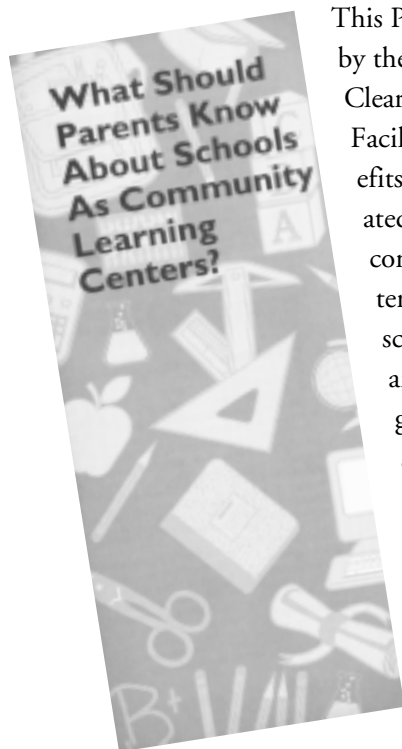 What Should
Parents Know
About Schools
As Community
Learning
Centers?
A
B+
This P
by the
Clear
Facil
efits
ated
con
ter
sc
a
g